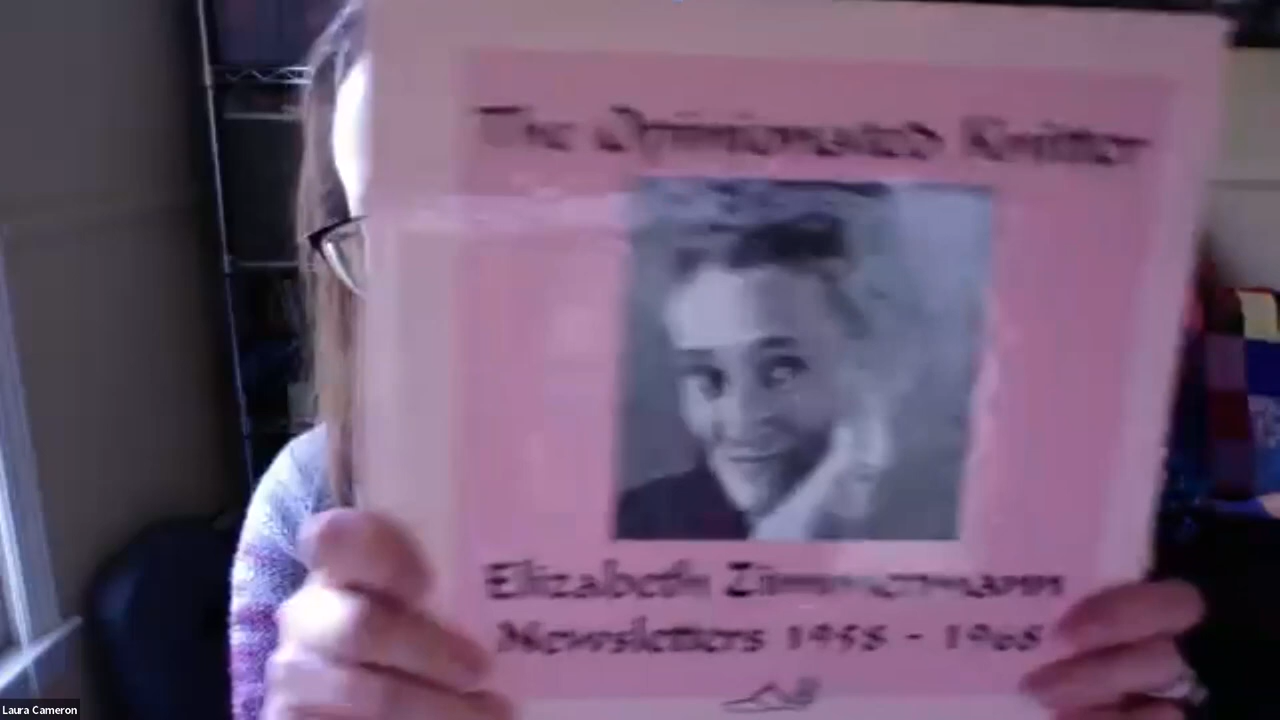 The Opinionated Knitter
Elizabeth Zimmermann
Newsletters 1958 - 1968
Laura Cameron